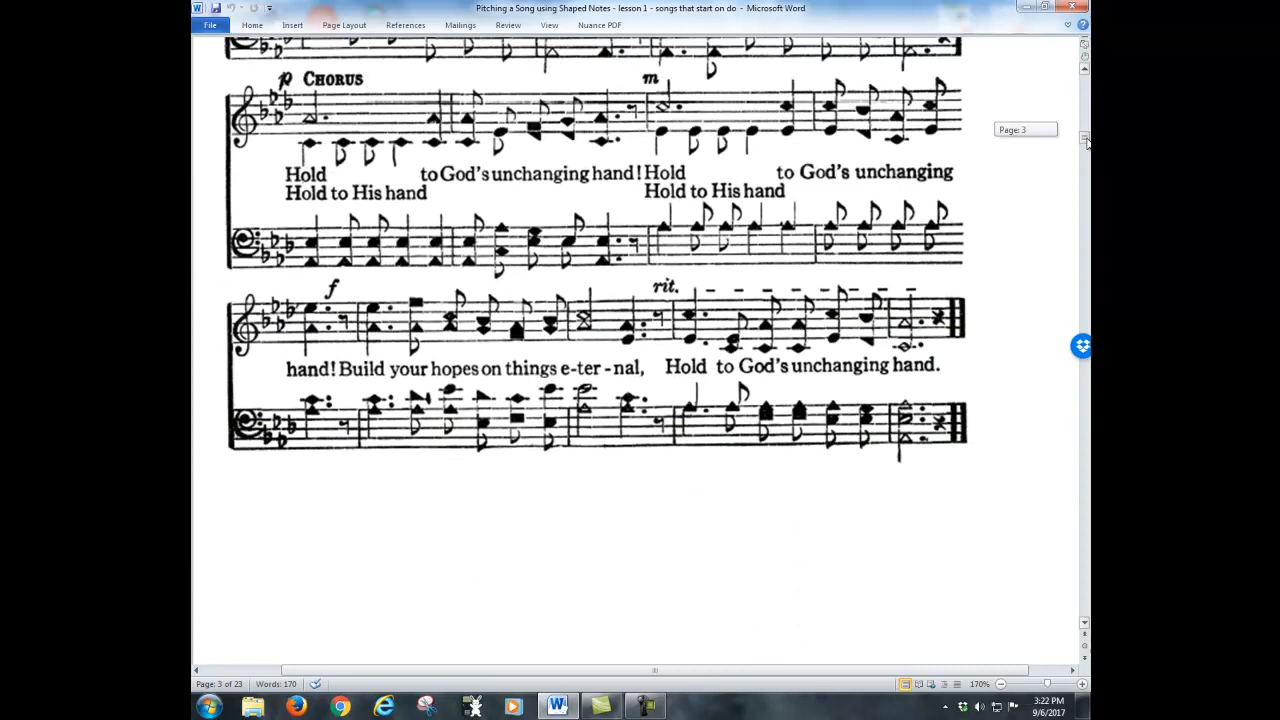 Pitching a Song using Shaped Notes - lesson 1 - songs that start on do - Microsoft Word
File Home Insert Page Layout References Mailings Review View Nuance PDF
p CHORUS m
Page: 3
Hold to God's unchanging hand! Hold to God's unchanging
Hold to His hand Hold to His hand
f rit.
hand! Build your hopes on things e-ter-nal, Hold to God's unchanging hand.
Page: 3 of 23 Words: 170 170%
3:22 PM
9/6/2017